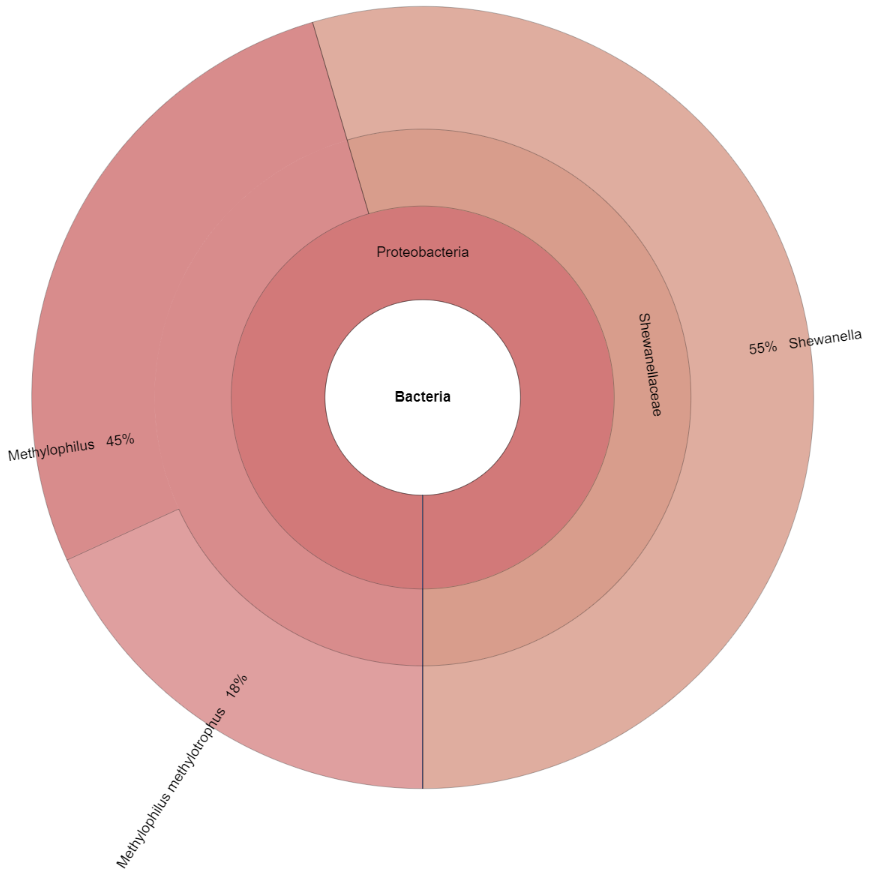 Proteobacteria
Shewanellaceae
55% Shewanella
Bacteria
Methylophilus 45%
Methylophilus methylotrophus 18%